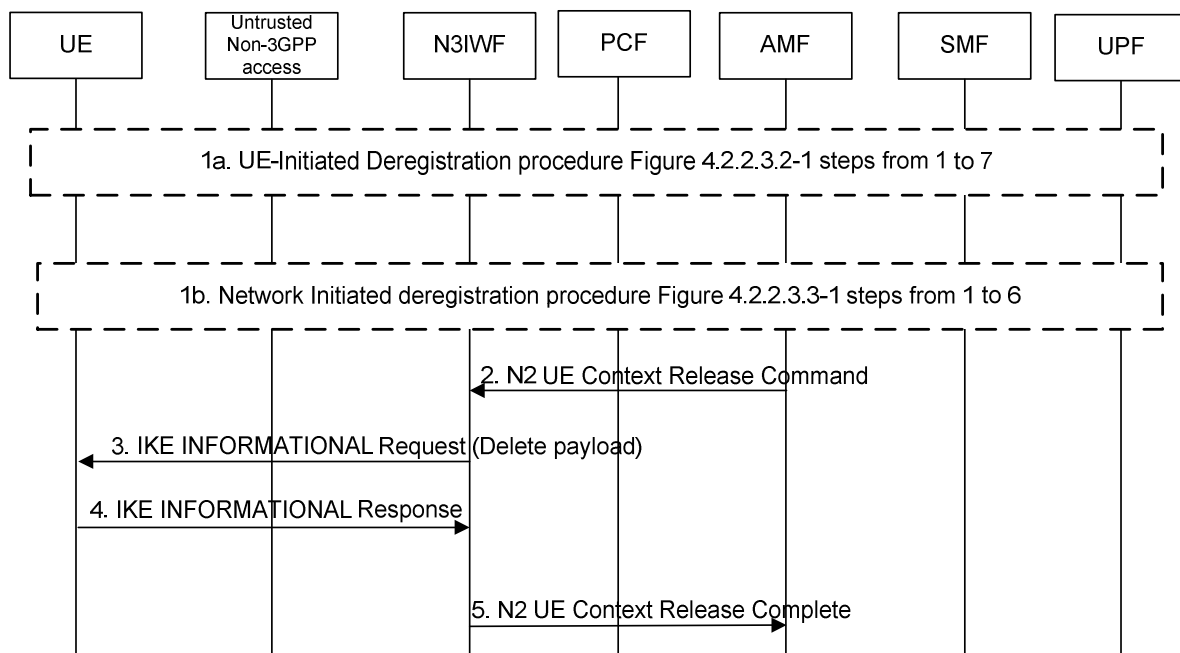 UE
Untrusted
Non-3GPP
access
N3IWF
PCF
AMF
SMF
UPF
1a. UE-Initiated Deregistration procedure Figure 4.2.2.3.2-1 steps from 1 to 7
1b. Network Initiated deregistration procedure Figure 4.2.2.3.3-1 steps from 1 to 6
2. N2 UE Context Release Command
3. IKE INFORMATIONAL Request (Delete payload)
4. IKE INFORMATIONAL Response
5. N2 UE Context Release Complete